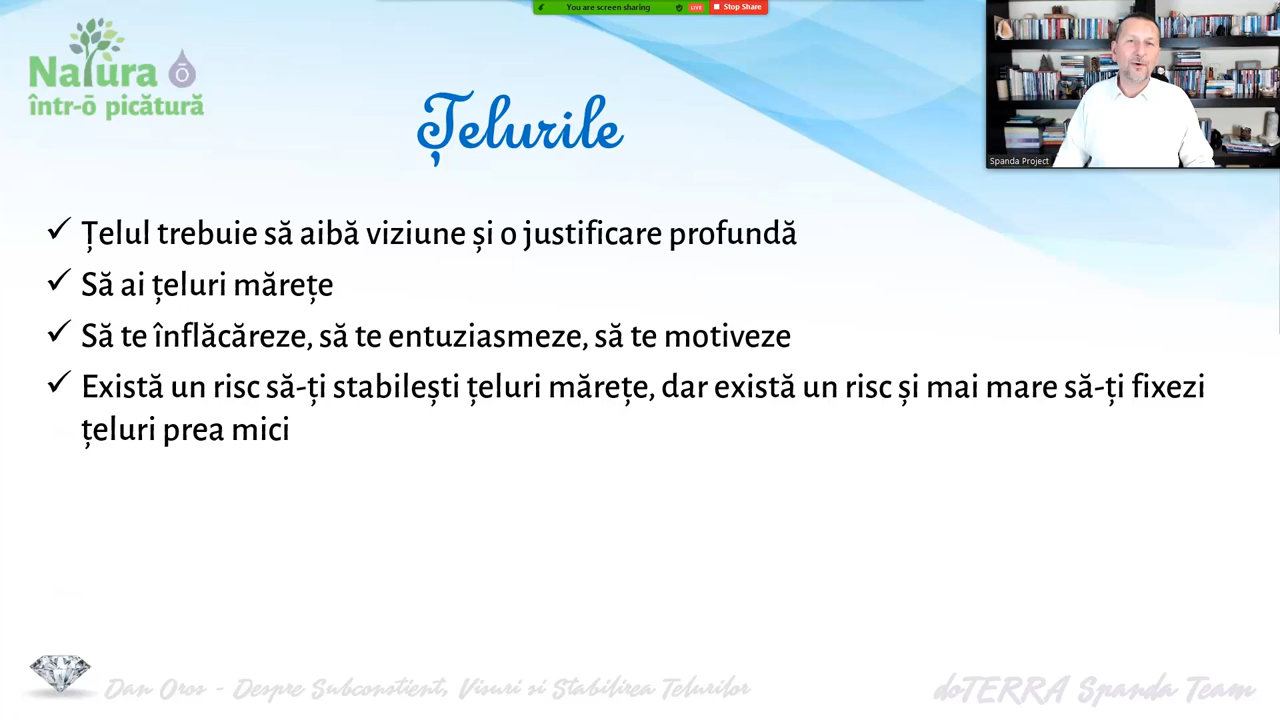 You are screen sharing
LIVE
Stop Share
Natura ō
într-ō picătură
Țelurile
Spanda Project
Țelul trebuie să aibă viziune și o justificare profundă
Să ai țeluri mărețe
Să te înflăcăreze, să te entuziasmeze, să te motiveze
Există un risc să-ți stabilești țeluri mărețe, dar există un risc și mai mare să-ți fixezi
țeluri prea mici
Dan Oros - Despre Subconstient, Visuri si Stabilirea Telurilor
doTERRA Spanda Team